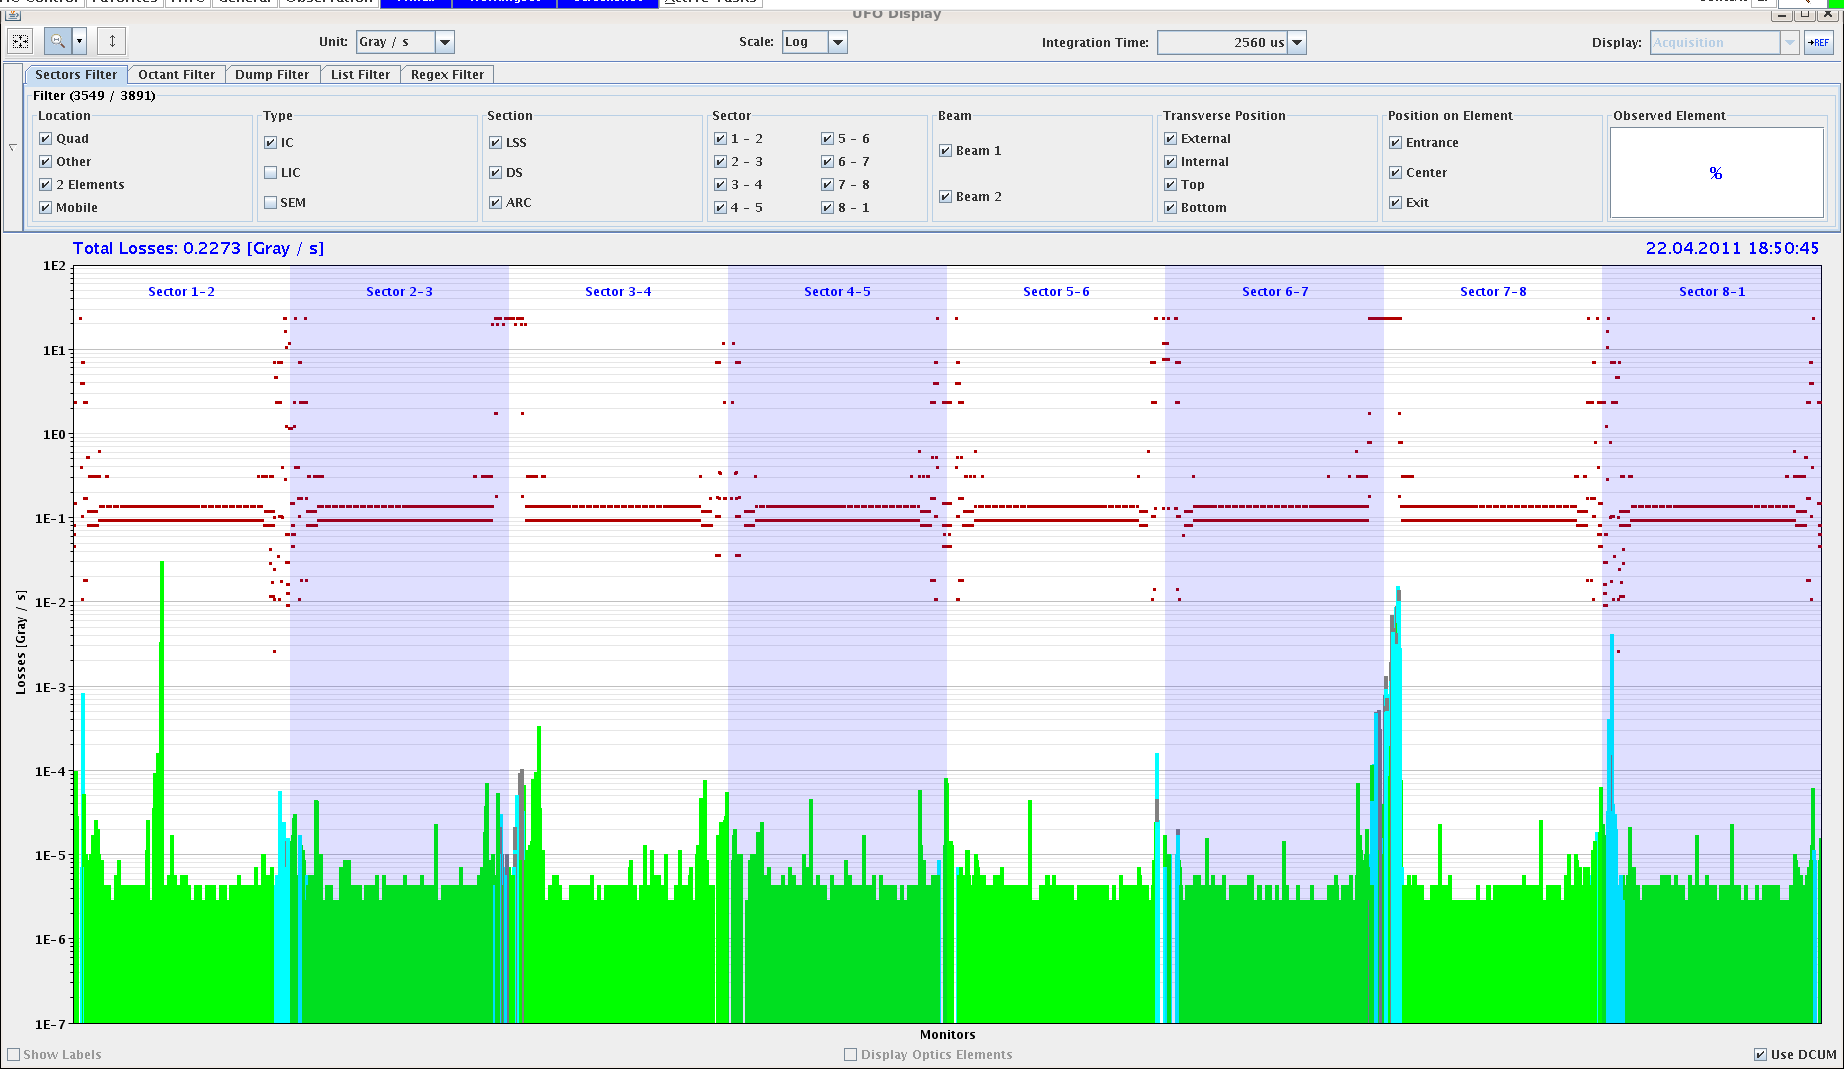 UFO Display
Unit: Gray / s Scale: Log Integration Time: 2560 us Display: Acquisition →REF
Sectors Filter Octant Filter Dump Filter List Filter Regex Filter
Filter (3549 / 3891)
Location Type Section Sector Beam Transverse Position Position on Element Observed Element
Quad IC LSS 1 - 2 5 - 6 Beam 1 External Entrance
Other LIC DS 2 - 3 6 - 7 Internal Center %
2 Elements SEM ARC 3 - 4 7 - 8 Beam 2 Top Exit
Mobile 4 - 5 8 - 1 Bottom
Total Losses: 0.2273 [Gray / s] 22.04.2011 18:50:45
1E2
Sector 1-2 Sector 2-3 Sector 3-4 Sector 4-5 Sector 5-6 Sector 6-7 Sector 7-8 Sector 8-1
1E1
1E0
1E-1
1E-2
1E-3
1E-4
1E-5
1E-6
1E-7
Losses [Gray / s]
Monitors
Show Labels Display Optics Elements Use DCUM